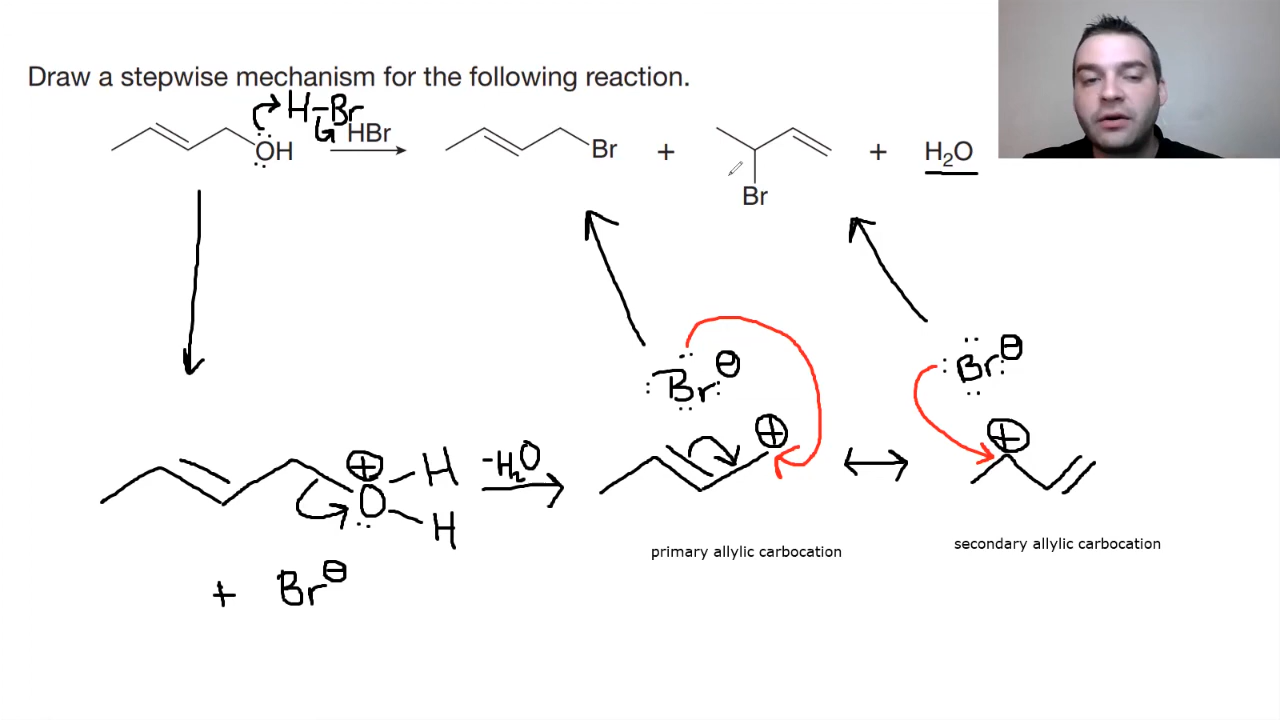 Draw a stepwise mechanism for the following reaction.
H–Br
OH HBr Br + + H₂O
Br
Br ⊖ Br ⊖
⊕ H -H₂O ⊕ ⊕
O
H
primary allylic carbocation secondary allylic carbocation
+ Br ⊖